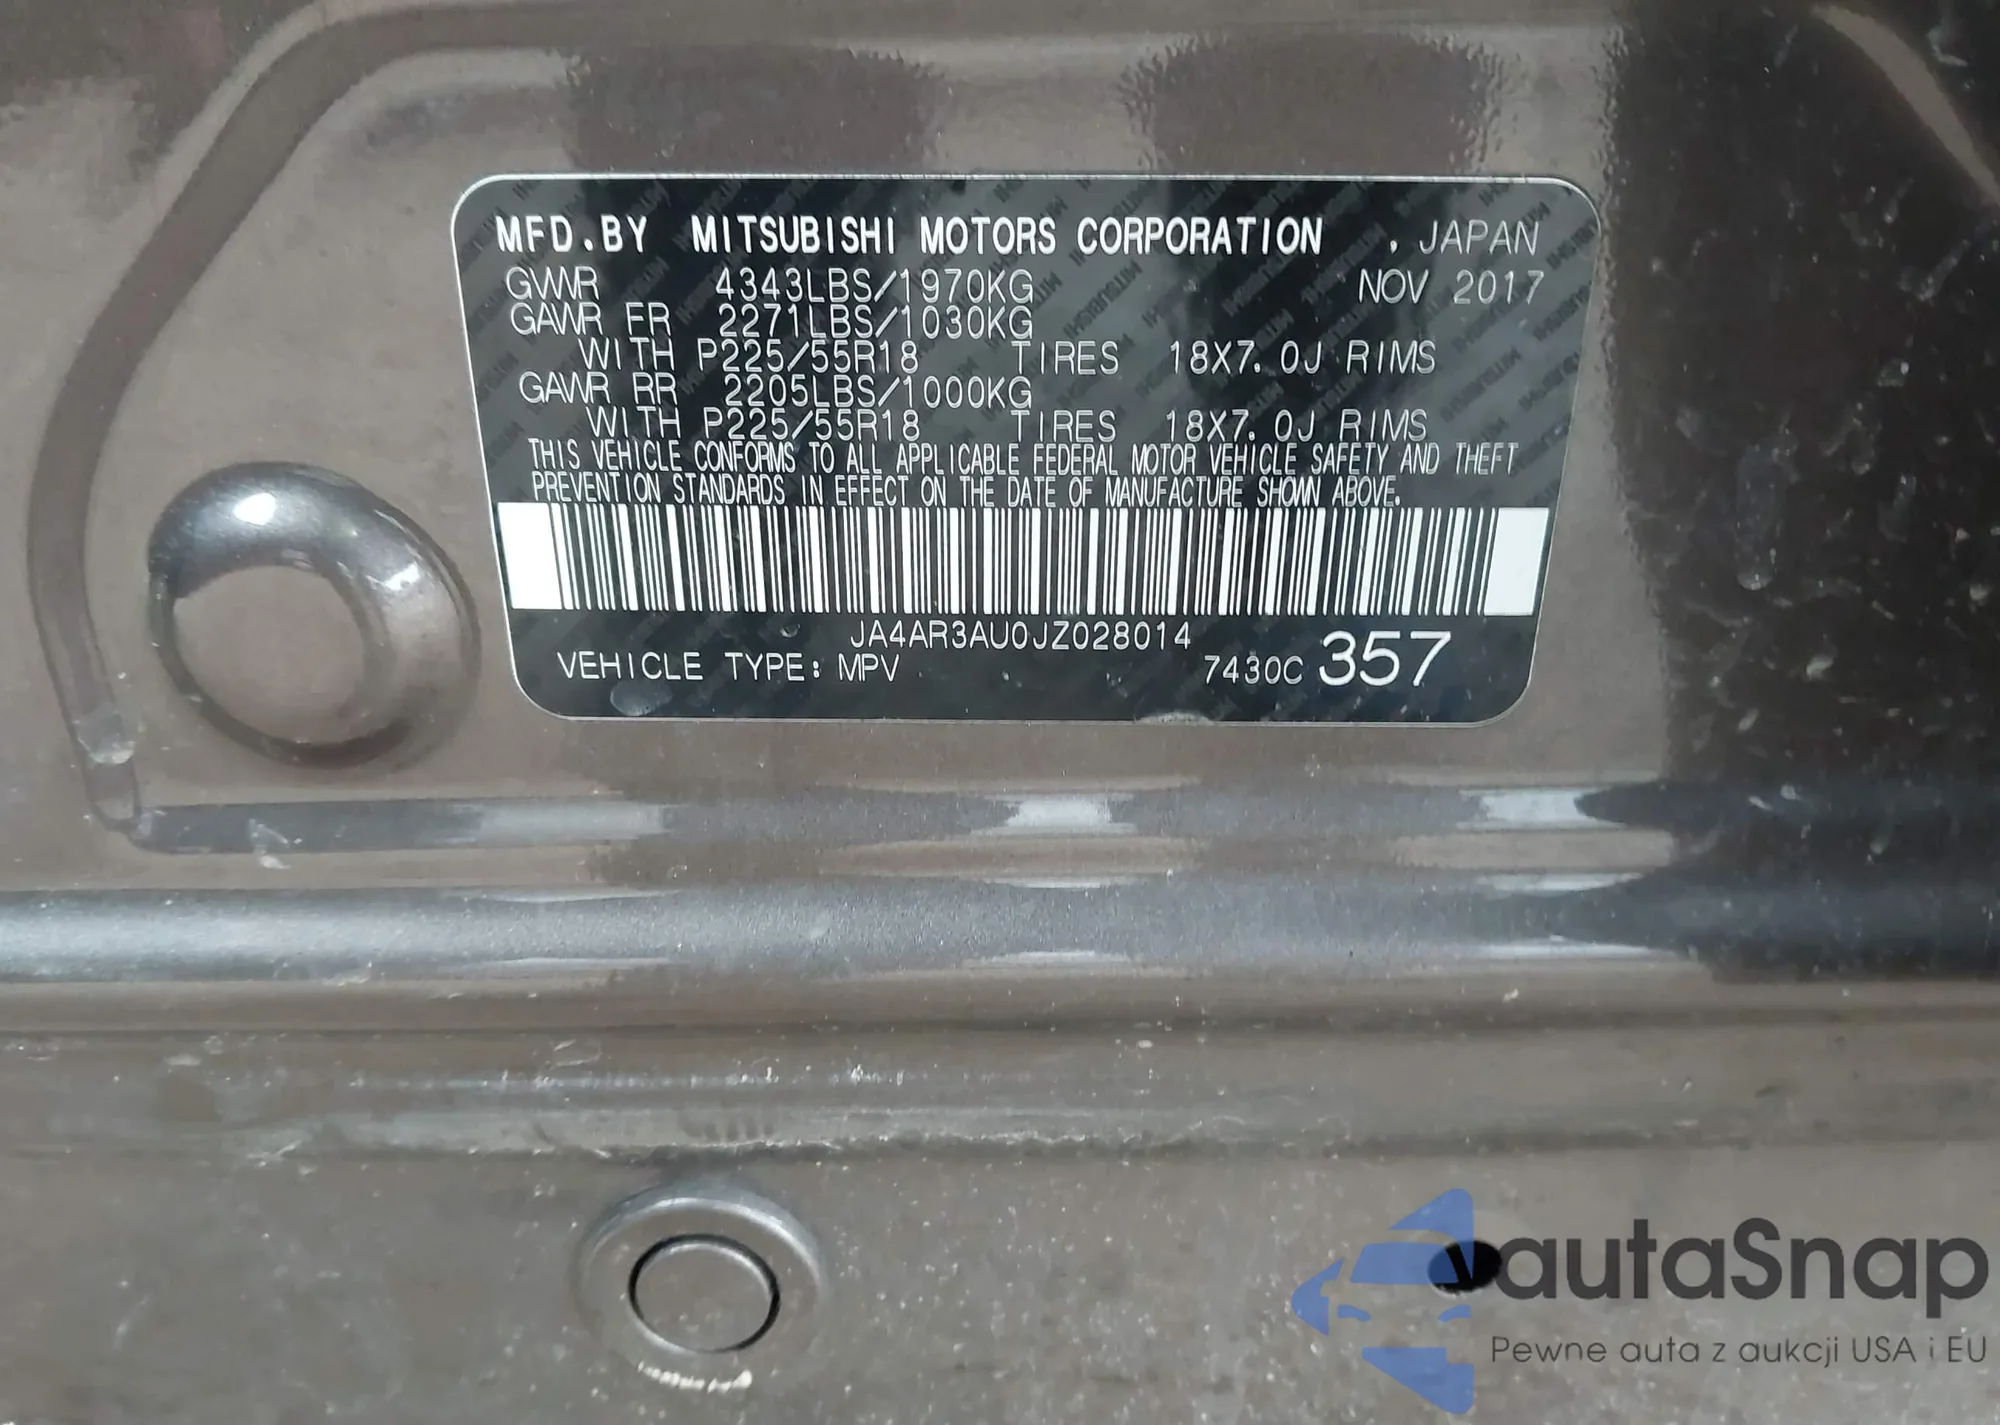 MFD.BY MITSUBISHI MOTORS CORPORATION , JAPAN
GVWR 4343LBS/1970KG NOV 2017
GAWR FR 2271LBS/1030KG
WITH P225/55R18 TIRES 18X7.0J RIMS
GAWR RR 2205LBS/1000KG
WITH P225/55R18 TIRES 18X7.0J RIMS
THIS VEHICLE CONFORMS TO ALL APPLICABLE FEDERAL MOTOR VEHICLE SAFETY AND THEFT
PREVENTION STANDARDS IN EFFECT ON THE DATE OF MANUFACTURE SHOWN ABOVE.
JA4AR3AU0JZ028014
VEHICLE TYPE: MPV 7430C 357
autaSnap
Pewne auta z aukcji USA i EU